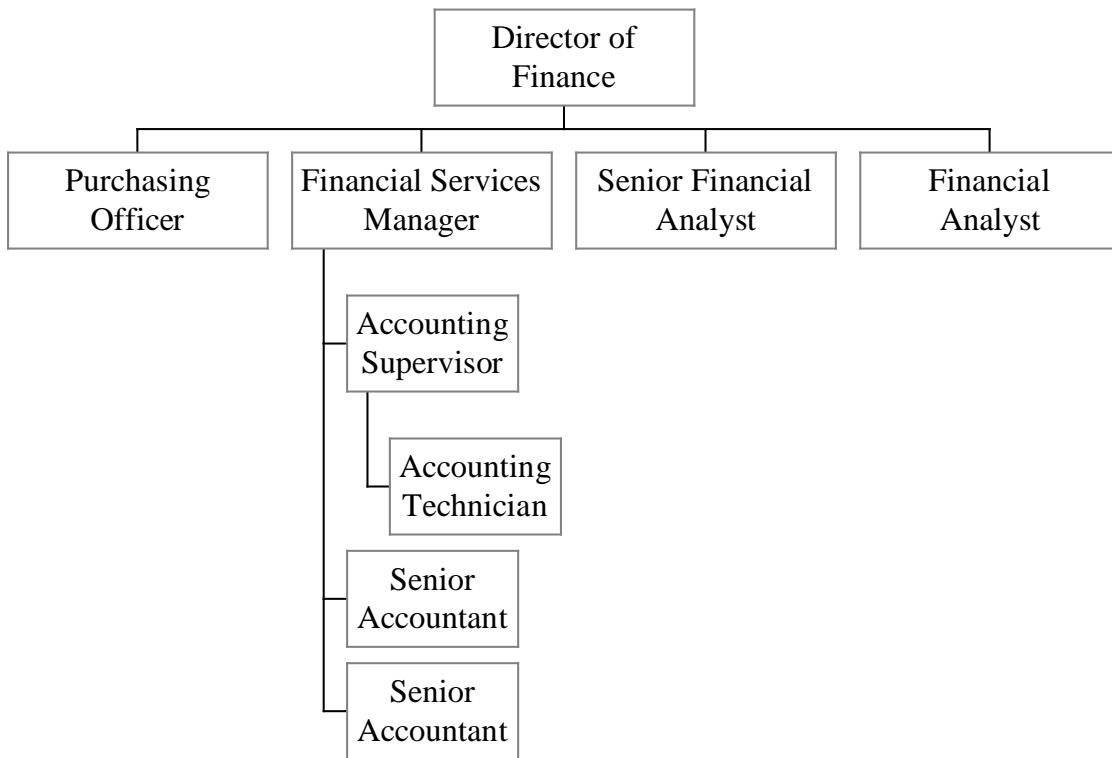 Director of
Finance
Purchasing
Officer
Financial Services
Manager
Senior Financial
Analyst
Financial
Analyst
Accounting
Supervisor
Accounting
Technician
Senior
Accountant
Senior
Accountant